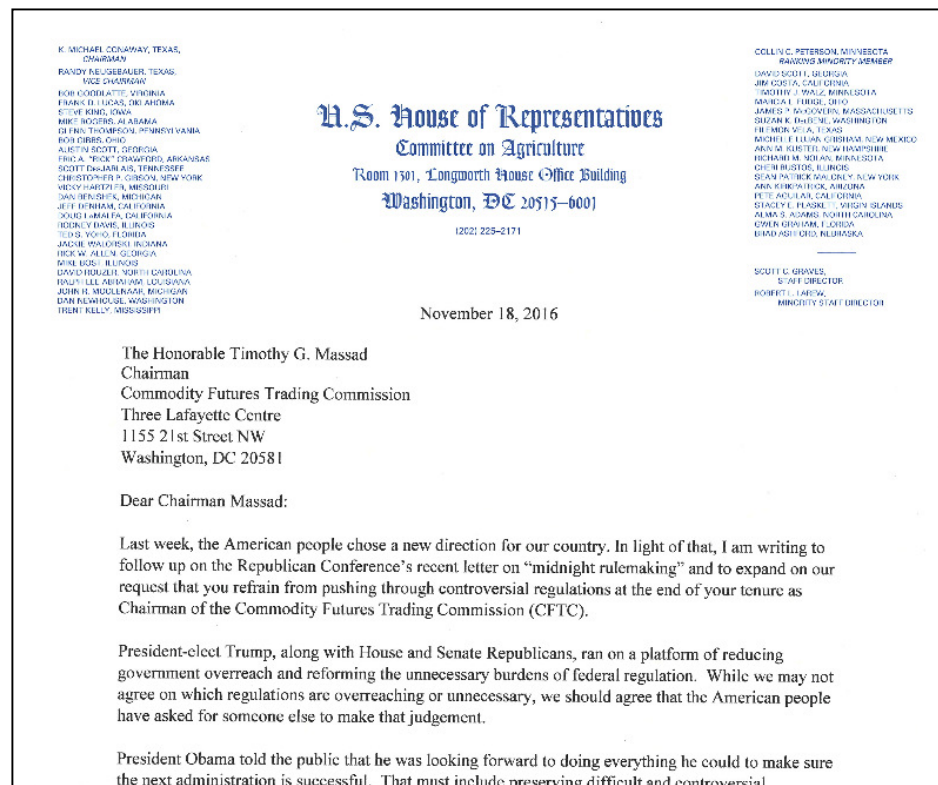 K. MICHAEL CONAWAY, TEXAS,
CHAIRMAN
RANDY NEUGEBAUER, TEXAS,
VICE CHAIRMAN
BOB GOODLATTE, VIRGINIA
FRANK D. LUCAS, OKLAHOMA
STEVE KING, IOWA
MIKE ROGERS, ALABAMA
GLENN THOMPSON, PENNSYLVANIA
BOB GIBBS, OHIO
AUSTIN SCOTT, GEORGIA
ERIC A. "RICK" CRAWFORD, ARKANSAS
SCOTT DesJARLAIS, TENNESSEE
CHRISTOPHER P. GIBSON, NEW YORK
VICKY HARTZLER, MISSOURI
DAN BENISHEK, MICHIGAN
JEFF DENHAM, CALIFORNIA
DOUG LaMALFA, CALIFORNIA
RODNEY DAVIS, ILLINOIS
TED S. YOHO, FLORIDA
JACKIE WALORSKI, INDIANA
RICK W. ALLEN, GEORGIA
MIKE BOST, ILLINOIS
DAVID ROUZER, NORTH CAROLINA
RALPH LEE ABRAHAM, LOUISIANA
JOHN R. MOOLENAAR, MICHIGAN
DAN NEWHOUSE, WASHINGTON
TRENT KELLY, MISSISSIPPI
U.S. House of Representatives
Committee on Agriculture
Room 1301, Longworth House Office Building
Washington, DC 20515–6001
(202) 225–2171
COLLIN C. PETERSON, MINNESOTA
RANKING MINORITY MEMBER
DAVID SCOTT, GEORGIA
JIM COSTA, CALIFORNIA
TIMOTHY J. WALZ, MINNESOTA
MARCIA L. FUDGE, OHIO
JAMES P. McGOVERN, MASSACHUSETTS
SUZAN K. DelBENE, WASHINGTON
FILEMON VELA, TEXAS
MICHELLE LUJAN GRISHAM, NEW MEXICO
ANN M. KUSTER, NEW HAMPSHIRE
RICHARD M. NOLAN, MINNESOTA
CHERI BUSTOS, ILLINOIS
SEAN PATRICK MALONEY, NEW YORK
ANN KIRKPATRICK, ARIZONA
PETE AGUILAR, CALIFORNIA
STACEY E. PLASKETT, VIRGIN ISLANDS
ALMA S. ADAMS, NORTH CAROLINA
GWEN GRAHAM, FLORIDA
BRAD ASHFORD, NEBRASKA
SCOTT C. GRAVES,
STAFF DIRECTOR
ROBERT L. LAREW,
MINORITY STAFF DIRECTOR
November 18, 2016
The Honorable Timothy G. Massad
Chairman
Commodity Futures Trading Commission
Three Lafayette Centre
1155 21st Street NW
Washington, DC 20581
Dear Chairman Massad:
Last week, the American people chose a new direction for our country. In light of that, I am writing to
follow up on the Republican Conference's recent letter on “midnight rulemaking” and to expand on our
request that you refrain from pushing through controversial regulations at the end of your tenure as
Chairman of the Commodity Futures Trading Commission (CFTC).
President-elect Trump, along with House and Senate Republicans, ran on a platform of reducing
government overreach and reforming the unnecessary burdens of federal regulation. While we may not
agree on which regulations are overreaching or unnecessary, we should agree that the American people
have asked for someone else to make that judgement.
President Obama told the public that he was looking forward to doing everything he could to make sure
the next administration is successful. That must include preserving difficult and controversial